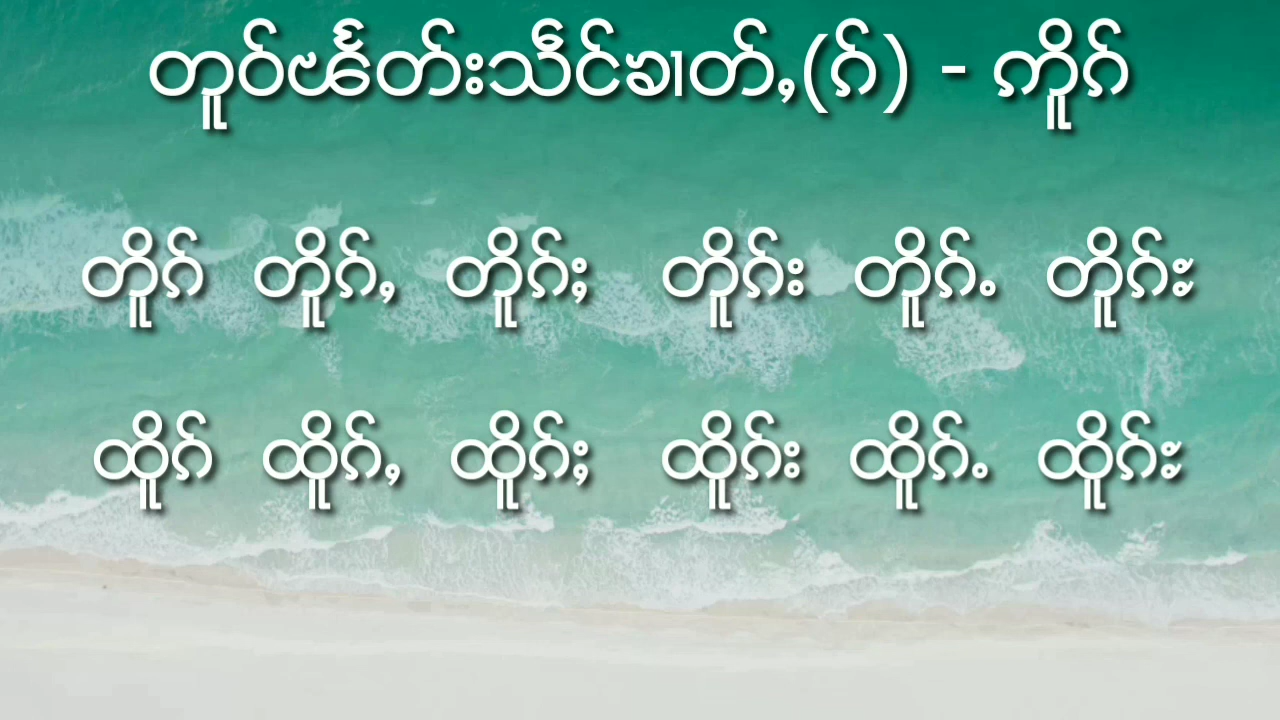 တူဝ်ၽႅတ်းသဵင်ၶၢတ်ႇ(ၵ်) - ဢိူၵ်
တိူၵ် တိူၵ်ႇ တိူၵ်ႈ တိူၵ်း တိူၵ်ႉ တိူၵ်ႊ
ထိူၵ် ထိူၵ်ႇ ထိူၵ်ႈ ထိူၵ်း ထိူၵ်ႉ ထိူၵ်ႊ